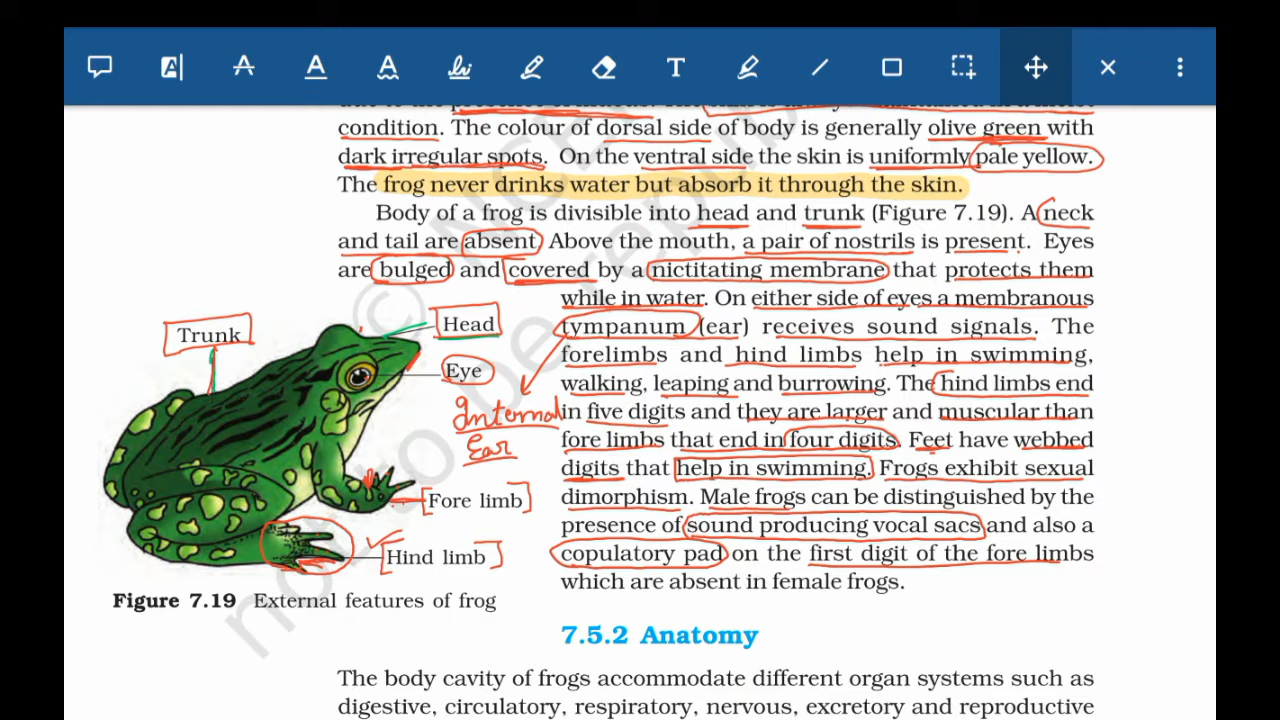 condition. The colour of dorsal side of body is generally olive green with
dark irregular spots. On the ventral side the skin is uniformly pale yellow.
The frog never drinks water but absorb it through the skin.
Body of a frog is divisible into head and trunk (Figure 7.19). A neck
and tail are absent. Above the mouth, a pair of nostrils is present. Eyes
are bulged and covered by a nictitating membrane that protects them
while in water. On either side of eyes a membranous
tympanum (ear) receives sound signals. The
forelimbs and hind limbs help in swimming,
walking, leaping and burrowing. The hind limbs end
in five digits and they are larger and muscular than
fore limbs that end in four digits. Feet have webbed
digits that help in swimming. Frogs exhibit sexual
dimorphism. Male frogs can be distinguished by the
presence of sound producing vocal sacs and also a
copulatory pad on the first digit of the fore limbs
which are absent in female frogs.
Trunk
Head
Eye
Internal
Ear
Fore limb
Hind limb
Figure 7.19 External features of frog
7.5.2 Anatomy
The body cavity of frogs accommodate different organ systems such as
digestive, circulatory, respiratory, nervous, excretory and reproductive